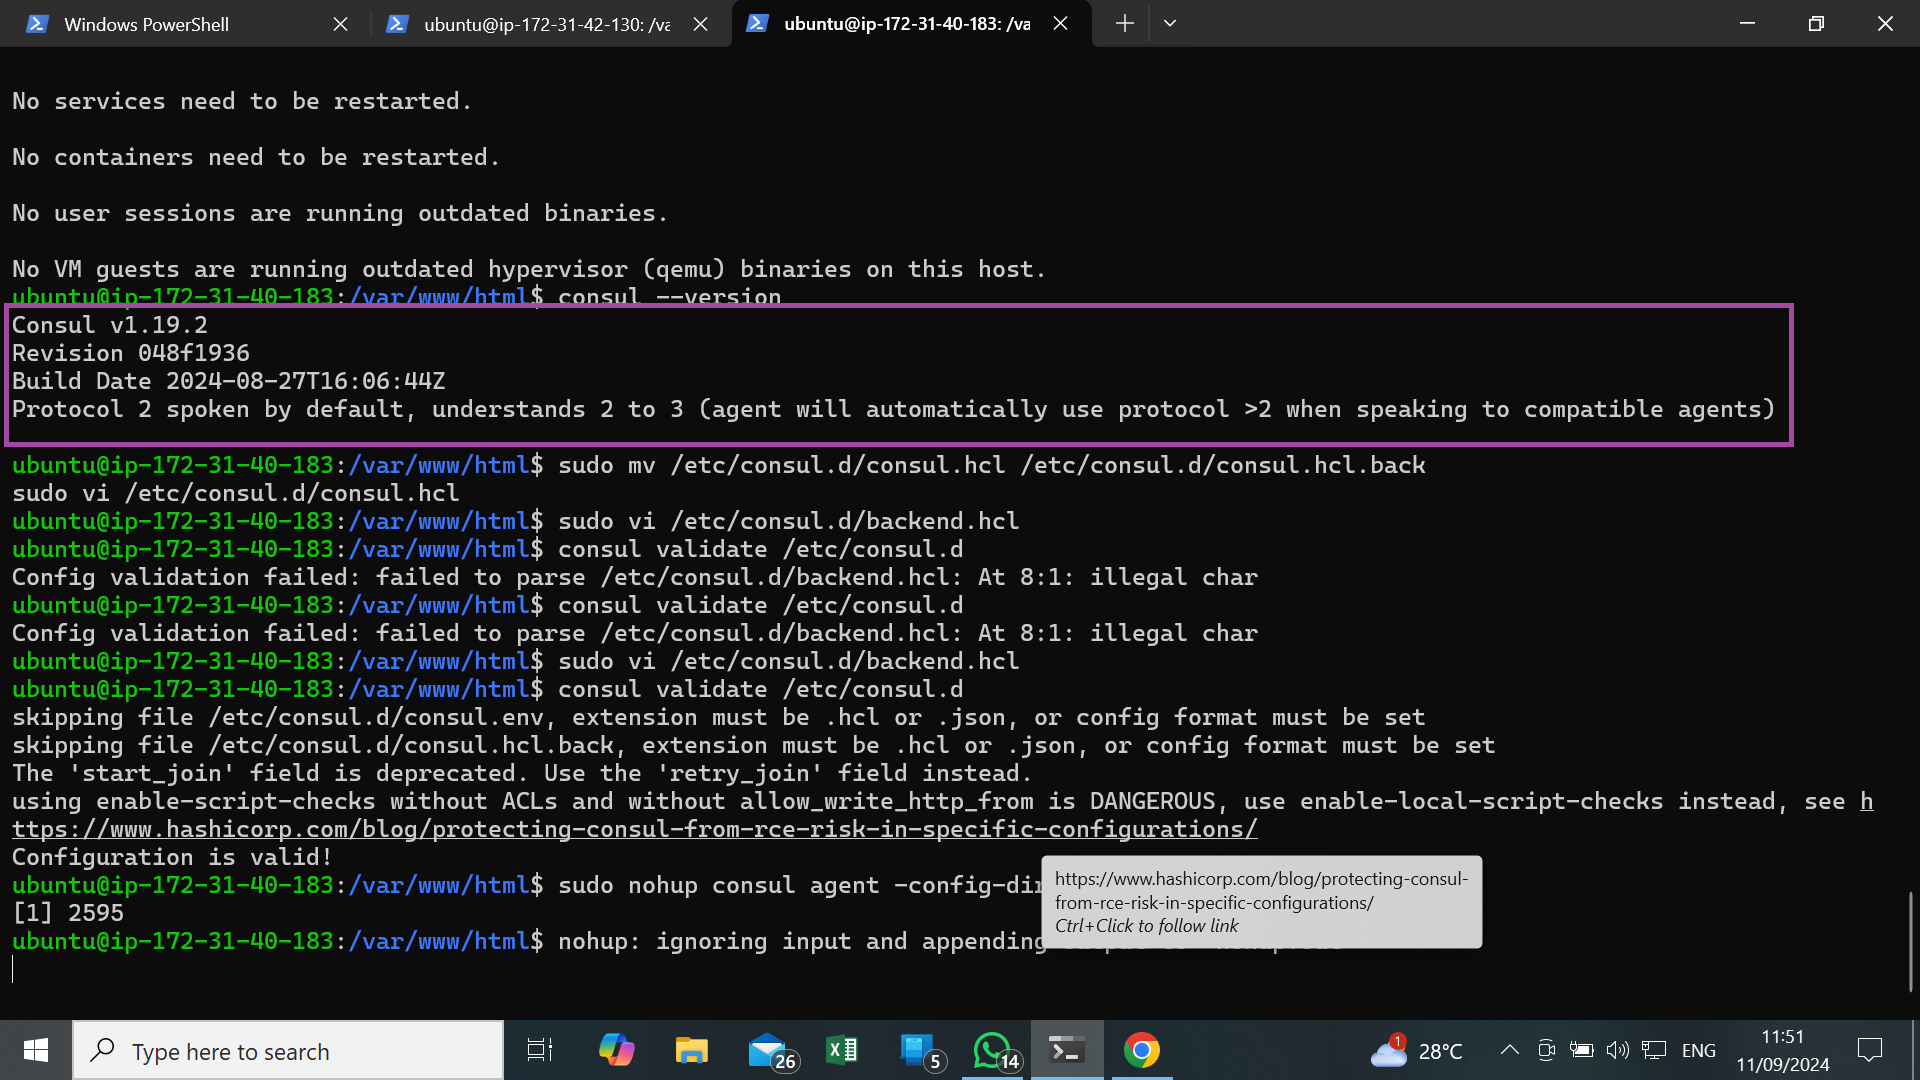 Windows PowerShell
ubuntu@ip-172-31-42-130: /va
ubuntu@ip-172-31-40-183: /va
No services need to be restarted.
No containers need to be restarted.
No user sessions are running outdated binaries.
No VM guests are running outdated hypervisor (qemu) binaries on this host.
ubuntu@ip-172-31-40-183:/var/www/html$ consul --version
Consul v1.19.2
Revision 048f1936
Build Date 2024-08-27T16:06:44Z
Protocol 2 spoken by default, understands 2 to 3 (agent will automatically use protocol >2 when speaking to compatible agents)
ubuntu@ip-172-31-40-183:/var/www/html$ sudo mv /etc/consul.d/consul.hcl /etc/consul.d/consul.hcl.back
sudo vi /etc/consul.d/consul.hcl
ubuntu@ip-172-31-40-183:/var/www/html$ sudo vi /etc/consul.d/backend.hcl
ubuntu@ip-172-31-40-183:/var/www/html$ consul validate /etc/consul.d
Config validation failed: failed to parse /etc/consul.d/backend.hcl: At 8:1: illegal char
ubuntu@ip-172-31-40-183:/var/www/html$ consul validate /etc/consul.d
Config validation failed: failed to parse /etc/consul.d/backend.hcl: At 8:1: illegal char
ubuntu@ip-172-31-40-183:/var/www/html$ sudo vi /etc/consul.d/backend.hcl
ubuntu@ip-172-31-40-183:/var/www/html$ consul validate /etc/consul.d
skipping file /etc/consul.d/consul.env, extension must be .hcl or .json, or config format must be set
skipping file /etc/consul.d/consul.hcl.back, extension must be .hcl or .json, or config format must be set
The 'start_join' field is deprecated. Use the 'retry_join' field instead.
using enable-script-checks without ACLs and without allow_write_http_from is DANGEROUS, use enable-local-script-checks instead, see h
ttps://www.hashicorp.com/blog/protecting-consul-from-rce-risk-in-specific-configurations/
Configuration is valid!
ubuntu@ip-172-31-40-183:/var/www/html$ sudo nohup consul agent -config-dir
[1] 2595
ubuntu@ip-172-31-40-183:/var/www/html$ nohup: ignoring input and appending
https://www.hashicorp.com/blog/protecting-consul-
from-rce-risk-in-specific-configurations/
Ctrl+Click to follow link
Type here to search
26
5
14
1
28°C
ENG
11:51
11/09/2024